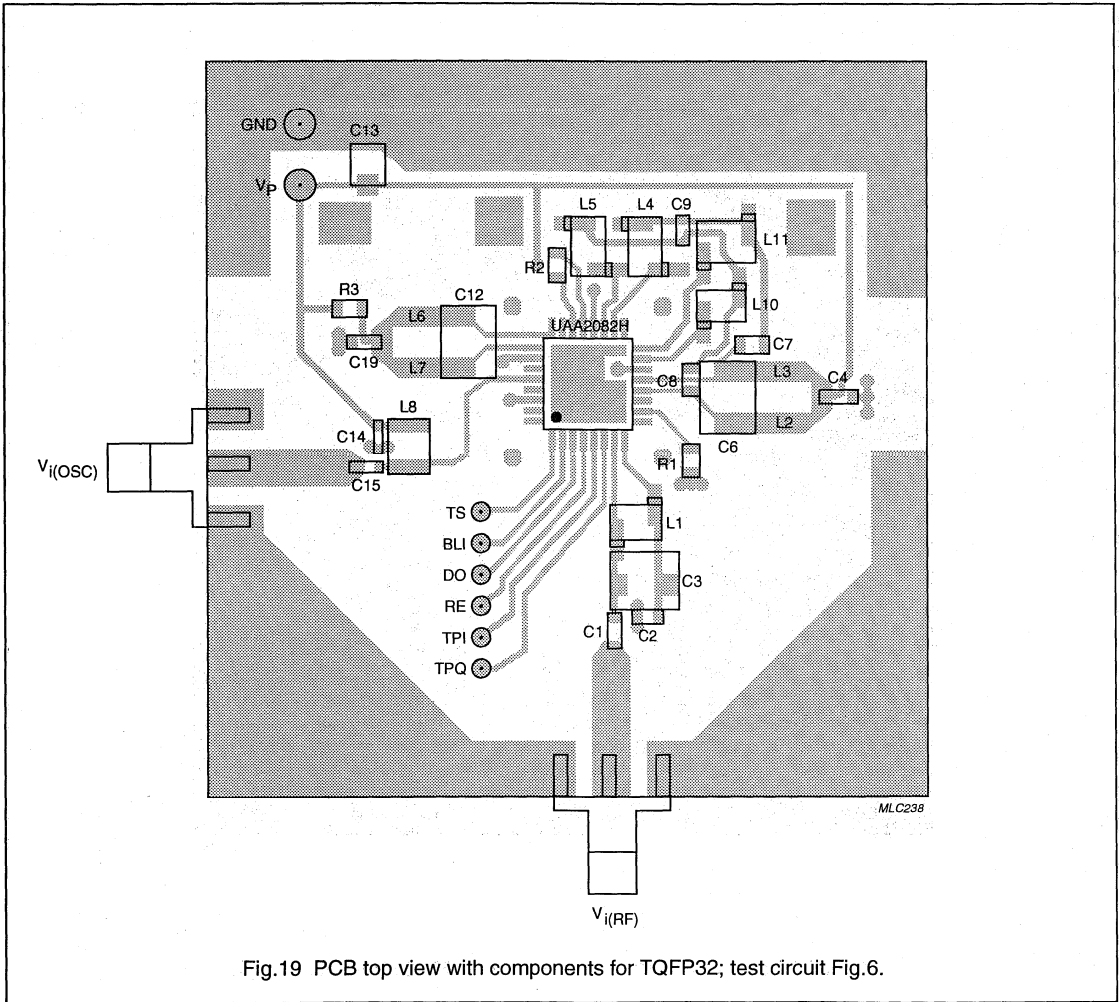 GND
C13
VP
L5 L4 C9
L11
R2
R3
C12
L10
L6
UAA2082H
C19
L7
C7
L3
C8
C4
L8
L2
C14
C6
Vi(OSC)
C15
R1
TS
L1
BLI
DO
C3
RE
C1 C2
TPI
TPQ
MLC238
Vi(RF)
Fig.19 PCB top view with components for TQFP32; test circuit Fig.6.